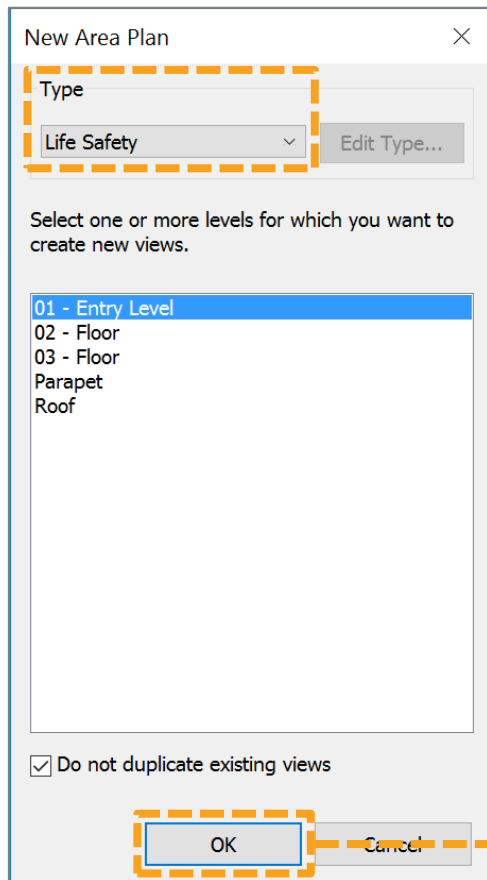 New Area Plan
Type
Life Safety
Edit Type...
Select one or more levels for which you want to
create new views.
01 - Entry Level
02 - Floor
03 - Floor
Parapet
Roof
Do not duplicate existing views
OK
Cancel